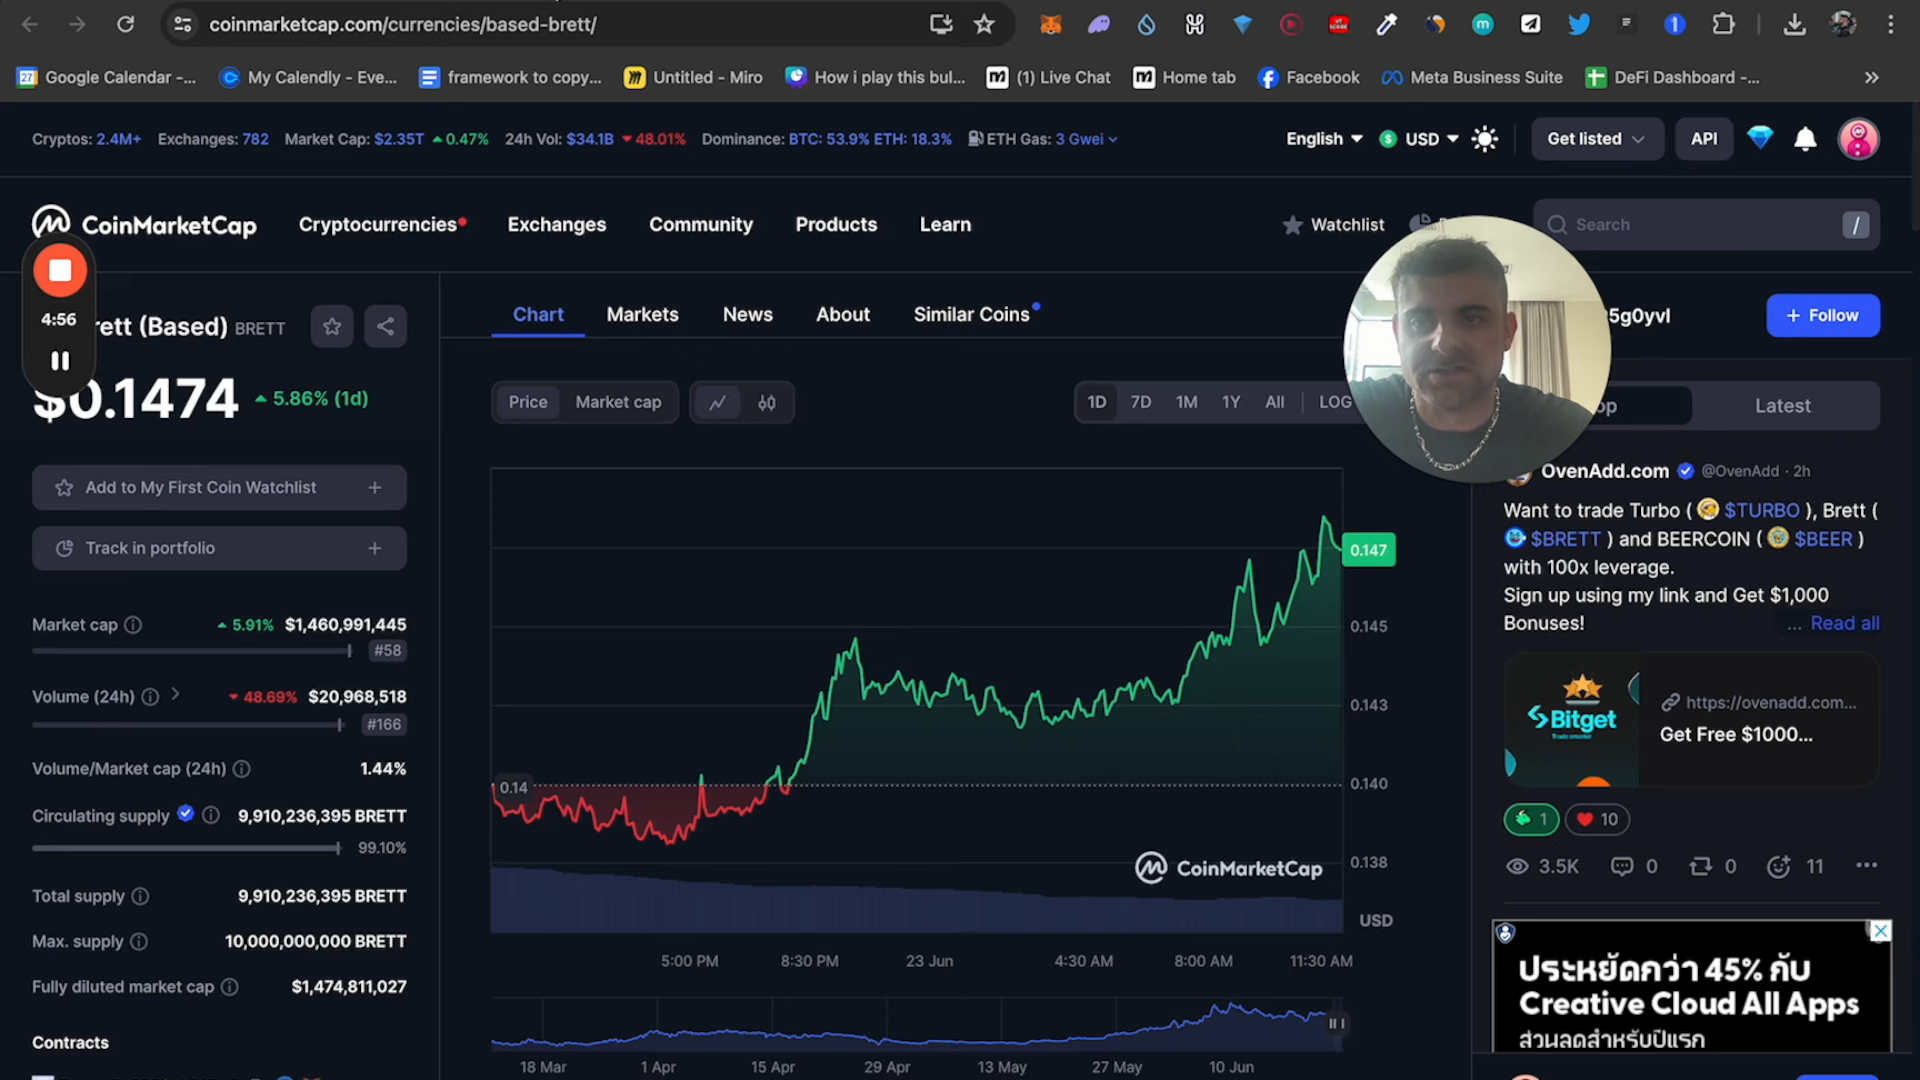 coinmarketcap.com/currencies/based-brett/
Google Calendar -...
My Calendly - Eve...
framework to copy...
Untitled - Miro
How i play this bul...
(1) Live Chat
Home tab
Facebook
Meta Business Suite
DeFi Dashboard -...
Cryptos: 2.4M+ Exchanges: 782 Market Cap: $2.35T 0.47% 24h Vol: $34.1B 48.01% Dominance: BTC: 53.9% ETH: 18.3% ETH Gas: 3 Gwei
English USD Get listed API
CoinMarketCap
Cryptocurrencies Exchanges Community Products Learn
Watchlist
Search /
4:56
rett (Based) BRETT
$0.1474 5.86% (1d)
Add to My First Coin Watchlist +
Track in portfolio +
Market cap 5.91% $1,460,991,445
#58
Volume (24h) 48.69% $20,968,518
#166
Volume/Market cap (24h) 1.44%
Circulating supply 9,910,236,395 BRETT
99.10%
Total supply 9,910,236,395 BRETT
Max. supply 10,000,000,000 BRETT
Fully diluted market cap $1,474,811,027
Contracts
Chart Markets News About Similar Coins
Price Market cap
1D 7D 1M 1Y All LOG
0.147
0.145
0.143
0.14
0.140
0.138
CoinMarketCap
USD
5:00 PM 8:30 PM 23 Jun 4:30 AM 8:00 AM 11:30 AM
18 Mar 1 Apr 15 Apr 29 Apr 13 May 27 May 10 Jun
5g0yvl
+ Follow
op Latest
OvenAdd.com @OvenAdd · 2h
Want to trade Turbo ( $TURBO ), Brett (
$BRETT ) and BEERCOIN ( $BEER )
with 100x leverage.
Sign up using my link and Get $1,000
Bonuses! ... Read all
Bitget
https://ovenadd.com...
Get Free $1000...
1 10
3.5K 0 0 11
ประหยัดกว่า 45% กับ
Creative Cloud All Apps
ส่วนลดสำหรับปีแรก